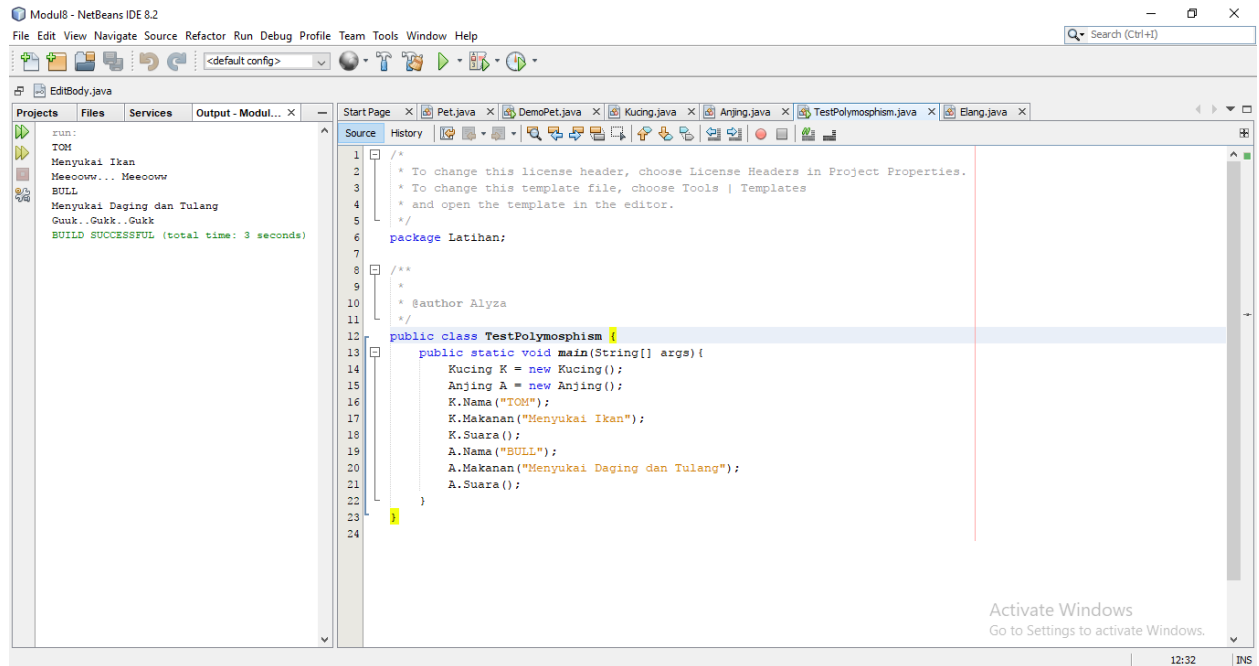 Modul8 - NetBeans IDE 8.2
File Edit View Navigate Source Refactor Run Debug Profile Team Tools Window Help
Search (Ctrl+I)
<default config>
EditBody.java
Projects Files Services Output - Modul...
Start Page Pet.java DemoPet.java Kucing.java Anjing.java TestPolymosphism.java Elang.java
Source History
run:
TOM
Menyukai Ikan
Meeoww... Meeooww
BULL
Menyukai Daging dan Tulang
Guuk..Gukk..Gukk
BUILD SUCCESSFUL (total time: 3 seconds)
1 /*
2 * To change this license header, choose License Headers in Project Properties.
3 * To change this template file, choose Tools | Templates
4 * and open the template in the editor.
5 */
6 package Latihan;
7
8 /**
9 *
10 * @author Alyza
11 */
12 public class TestPolymosphism {
13 public static void main(String[] args){
14 Kucing K = new Kucing();
15 Anjing A = new Anjing();
16 K.Nama("TOM");
17 K.Makanan("Menyukai Ikan");
18 K.Suara();
19 A.Nama("BULL");
20 A.Makanan("Menyukai Daging dan Tulang");
21 A.Suara();
22 }
23 }
24
Activate Windows
Go to Settings to activate Windows.
12:32 INS